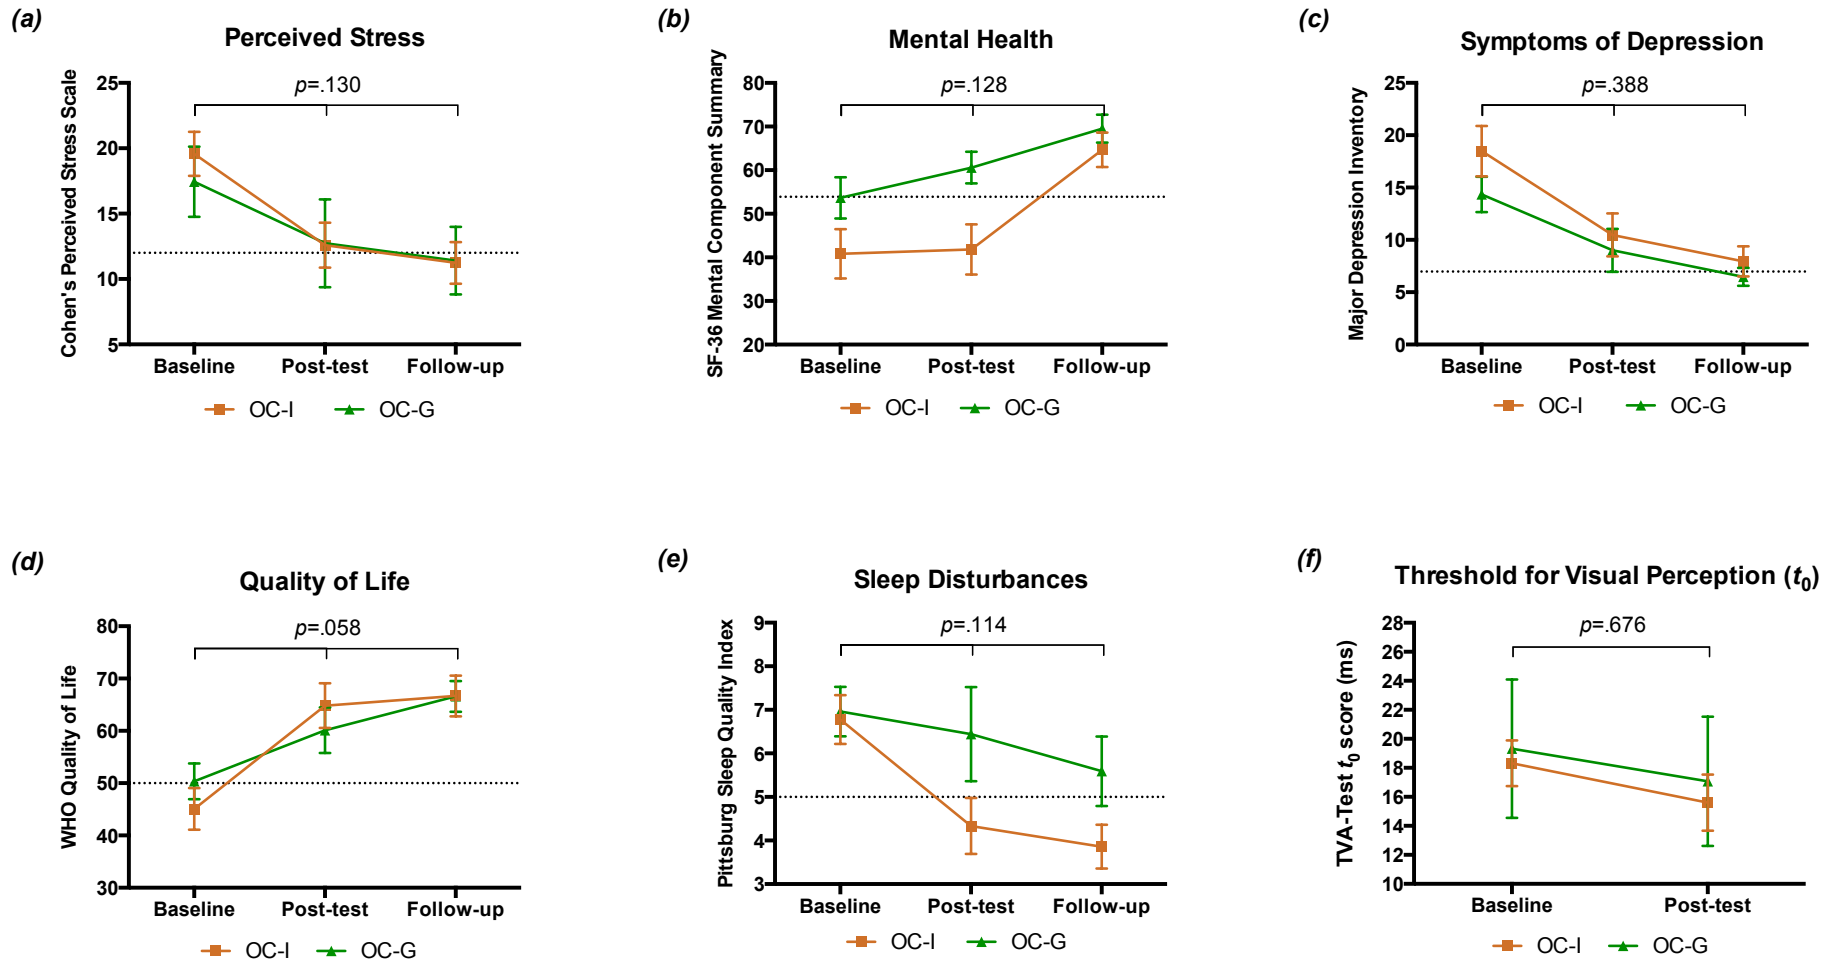 (a)
Perceived Stress
p=.130
Cohen's Perceived Stress Scale
25
20
15
10
5
Baseline Post-test Follow-up
OC-I OC-G
(b)
Mental Health
p=.128
SF-36 Mental Component Summary
80
70
60
50
40
30
20
Baseline Post-test Follow-up
OC-I OC-G
(c)
Symptoms of Depression
p=.388
Major Depression Inventory
25
20
15
10
5
0
Baseline Post-test Follow-up
OC-I OC-G
(d)
Quality of Life
p=.058
WHO Quality of Life
80
70
60
50
40
30
Baseline Post-test Follow-up
OC-I OC-G
(e)
Sleep Disturbances
p=.114
Pittsburg Sleep Quality Index
9
8
7
6
5
4
3
Baseline Post-test Follow-up
OC-I OC-G
(f)
Threshold for Visual Perception (t0)
p=.676
TVA-Test t0 score (ms)
28
26
24
22
20
18
16
14
12
10
Baseline Post-test
OC-I OC-G